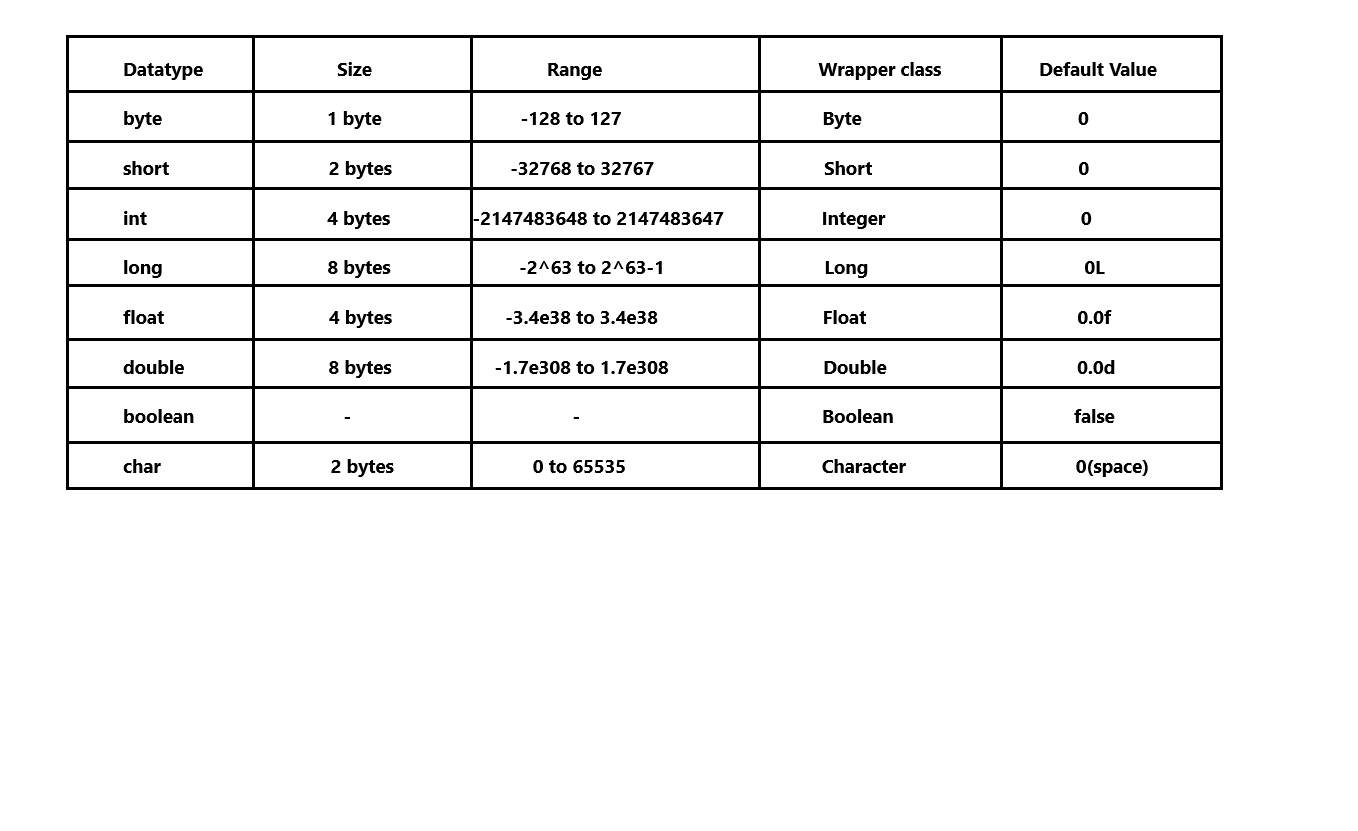 Datatype Size Range Wrapper class Default Value
byte 1 byte -128 to 127 Byte 0
short 2 bytes -32768 to 32767 Short 0
int 4 bytes -2147483648 to 2147483647 Integer 0
long 8 bytes -2^63 to 2^63-1 Long 0L
float 4 bytes -3.4e38 to 3.4e38 Float 0.0f
double 8 bytes -1.7e308 to 1.7e308 Double 0.0d
boolean - - Boolean false
char 2 bytes 0 to 65535 Character 0(space)